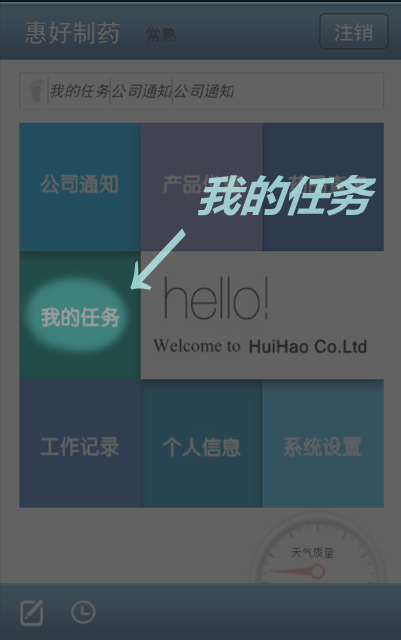 惠好制药 常熟 注销
我的任务 公司通知 公司通知
公司通知 产品
我的任务
我的任务
hello!
Welcome to HuiHao Co.Ltd
工作记录 个人信息 系统设置
天气质量